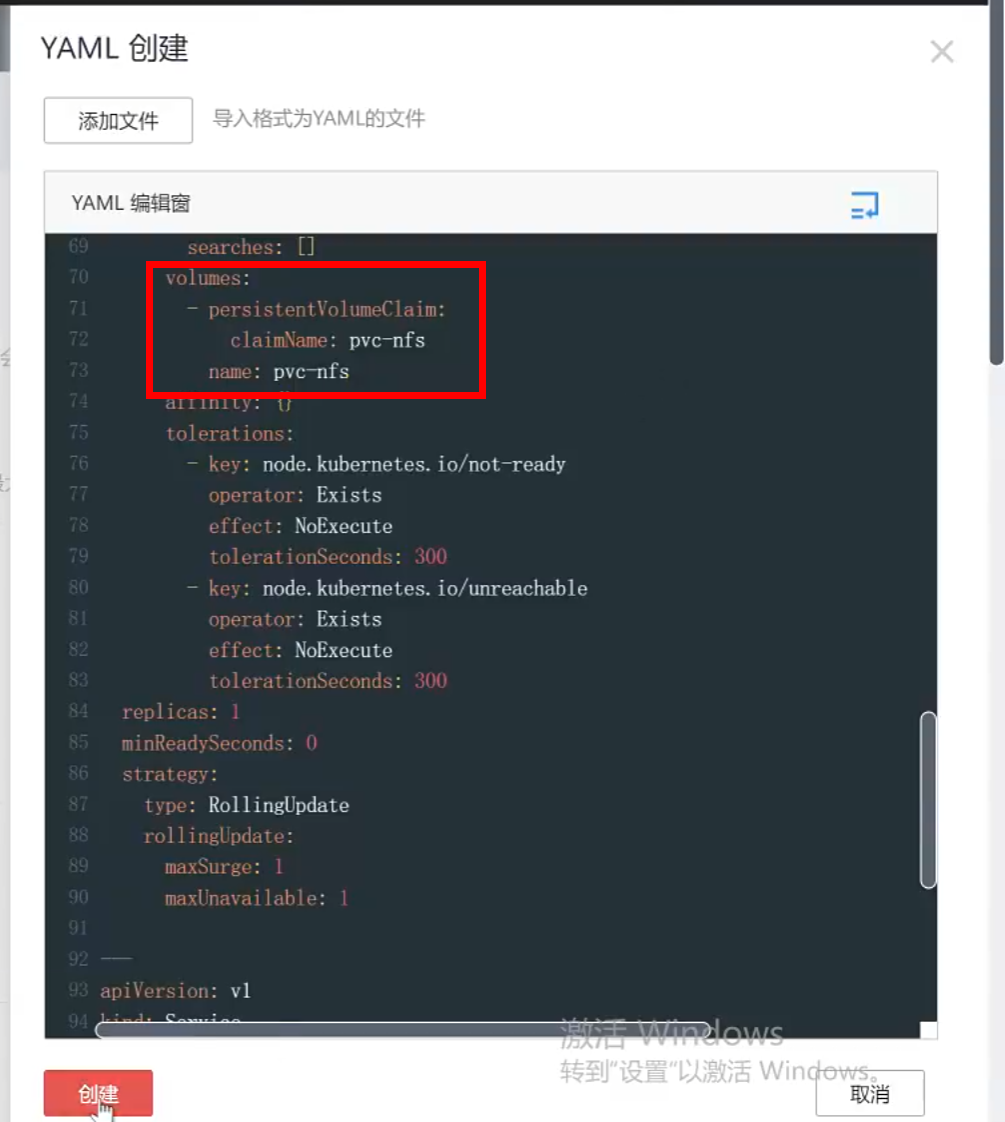 YAML 创建
添加文件 导入格式为YAML的文件
YAML 编辑窗
69 searches: []
70 volumes:
71 - persistentVolumeClaim:
72 claimName: pvc-nfs
73 name: pvc-nfs
74 affinity: {}
75 tolerations:
76 - key: node.kubernetes.io/not-ready
77 operator: Exists
78 effect: NoExecute
79 tolerationSeconds: 300
80 - key: node.kubernetes.io/unreachable
81 operator: Exists
82 effect: NoExecute
83 tolerationSeconds: 300
84 replicas: 1
85 minReadySeconds: 0
86 strategy:
87 type: RollingUpdate
88 rollingUpdate:
89 maxSurge: 1
90 maxUnavailable: 1
91
92 ---
93 apiVersion: v1
94 kind: Service
激活 Windows
转到“设置”以激活 Windows。
创建 取消